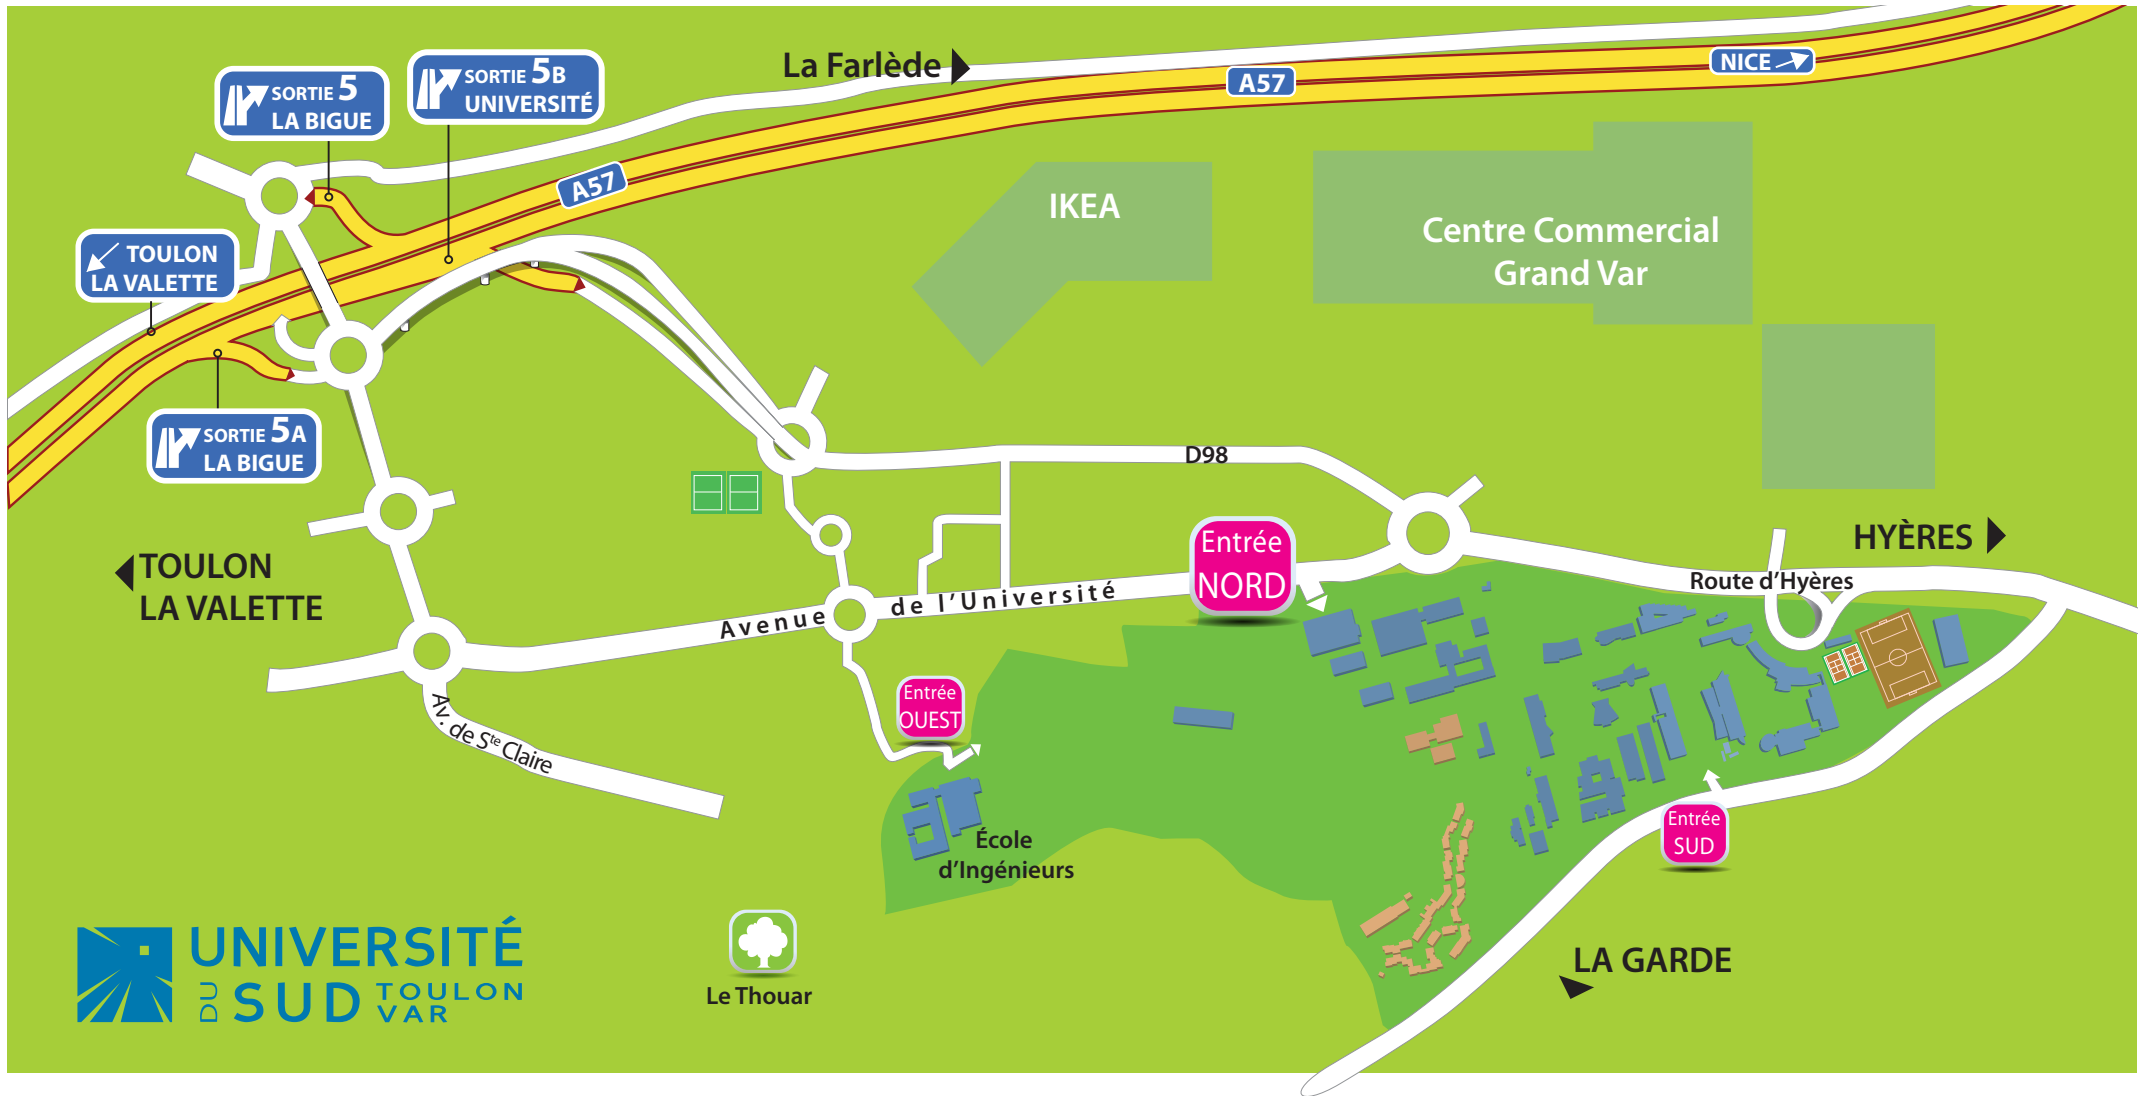 La Farlède
NICE
A57
SORTIE 5B
UNIVERSITÉ
SORTIE 5
LA BIGUE
A57
IKEA
Centre Commercial
Grand Var
TOULON
LA VALETTE
SORTIE 5A
LA BIGUE
D98
HYÈRES
Entrée
NORD
Route d'Hyères
TOULON
LA VALETTE
Avenue de l'Université
Entrée
OUEST
Av. de Ste Claire
Entrée
SUD
École
d'Ingénieurs
LA GARDE
UNIVERSITÉ
DU SUD TOULON
VAR
Le Thouar